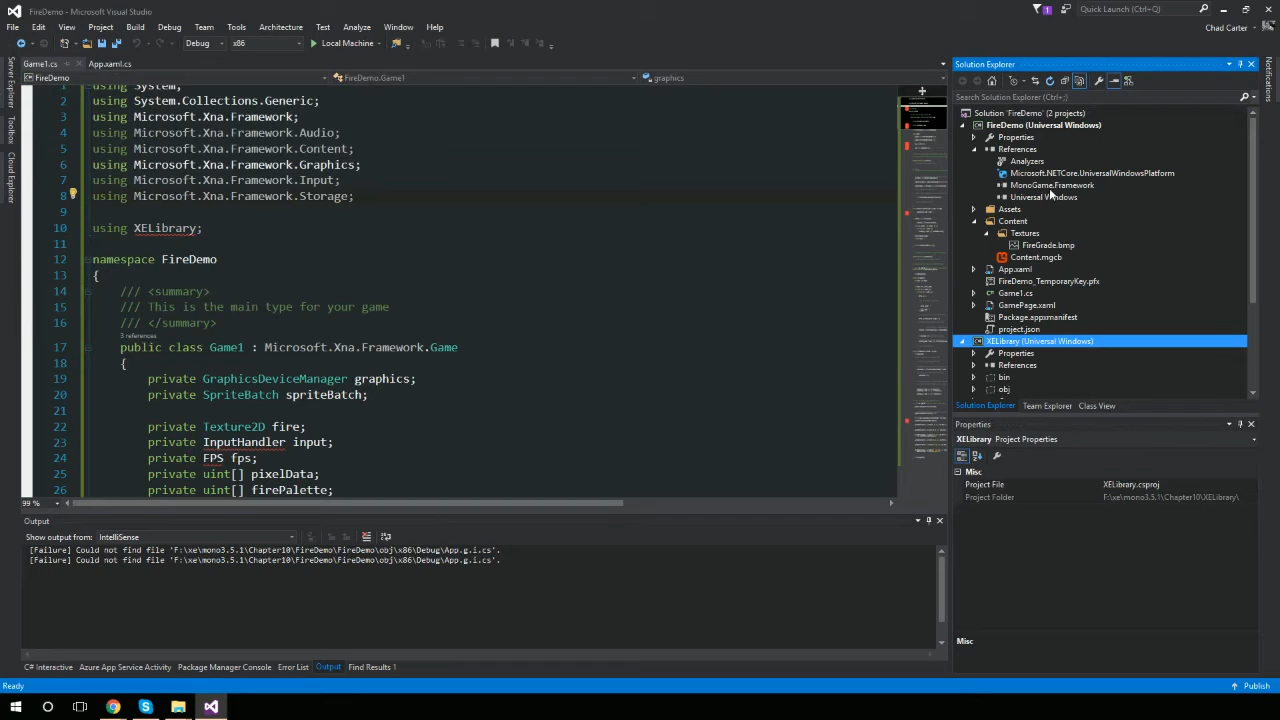 FireDemo - Microsoft Visual Studio
1
Quick Launch (Ctrl+Q)
File Edit View Project Build Debug Team Tools Architecture Test Analyze Window Help
Chad Carter
Debug x86 Local Machine
Server Explorer
Toolbox
Cloud Explorer
Game1.cs App.xaml.cs
FireDemo FireDemo.Game1 graphics
1 using System;
2 using System.Collections.Generic;
3 using Microsoft.Xna.Framework;
4 using Microsoft.Xna.Framework.Audio;
5 using Microsoft.Xna.Framework.Content;
6 using Microsoft.Xna.Framework.Graphics;
7 using Microsoft.Xna.Framework.Input;
8 using Microsoft.Xna.Framework.Storage;
9
10 using XELibrary;
11
12 namespace FireDemo
13 {
14 /// <summary>
15 /// This is the main type for your game
16 /// </summary>
3 references
17 public class Game1 : Microsoft.Xna.Framework.Game
18 {
19 private GraphicsDeviceManager graphics;
20 private SpriteBatch spriteBatch;
21
22 private Texture2D fire;
23 private InputHandler input;
24 private FPS fps;
25 private uint[] pixelData;
26 private uint[] firePalette;
99 %
Output
Show output from: IntelliSense
[Failure] Could not find file 'F:\xe\mono3.5.1\Chapter10\FireDemo\FireDemo\obj\x86\Debug\App.g.i.cs'.
[Failure] Could not find file 'F:\xe\mono3.5.1\Chapter10\FireDemo\FireDemo\obj\x86\Debug\App.g.i.cs'.
C# Interactive Azure App Service Activity Package Manager Console Error List Output Find Results 1
Solution Explorer
Search Solution Explorer (Ctrl+;)
Solution 'FireDemo' (2 projects)
FireDemo (Universal Windows)
Properties
References
Analyzers
Microsoft.NETCore.UniversalWindowsPlatform
MonoGame.Framework
Universal Windows
Assets
Content
Textures
FireGrade.bmp
Content.mgcb
App.xaml
FireDemo_TemporaryKey.pfx
Game1.cs
GamePage.xaml
Package.appxmanifest
project.json
XELibrary (Universal Windows)
Properties
References
bin
obj
Solution Explorer Team Explorer Class View
Properties
XELibrary Project Properties
Misc
Project File XELibrary.csproj
Project Folder F:\xe\mono3.5.1\Chapter10\XELibrary\
Misc
Notifications
Ready
Publish